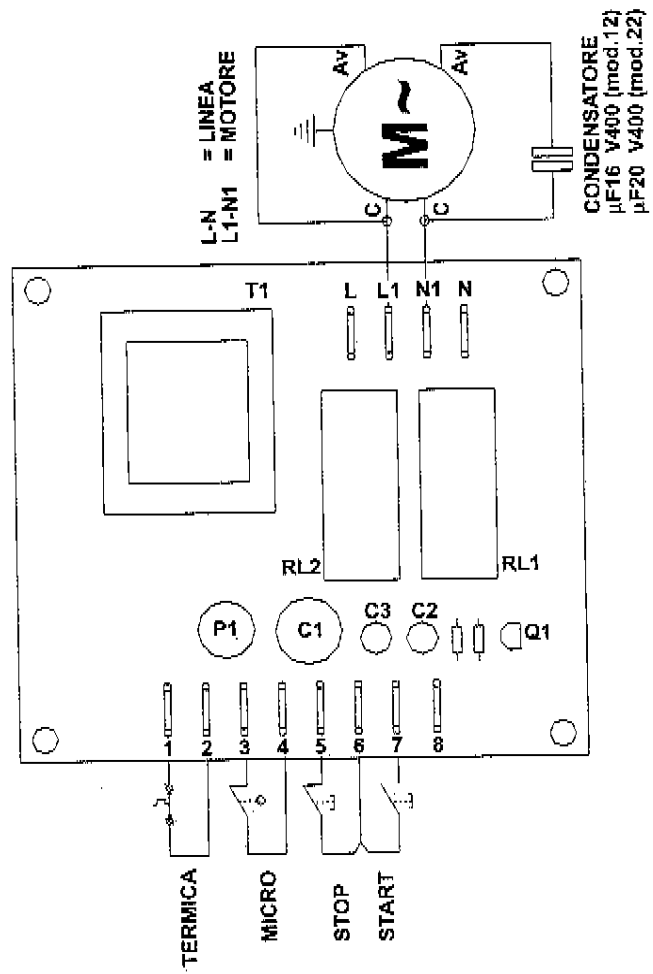 L-N = LINEA
L1-N1 = MOTORE
Av
M ~
Av
C
C
CONDENSATORE
µF16 V400 (mod.12)
µF20 V400 (mod.22)
T1
L
L1
N1
N
RL2
RL1
P1
C1
C3
C2
Q1
1
2
3
4
5
6
7
8
TERMICA
MICRO
STOP
START